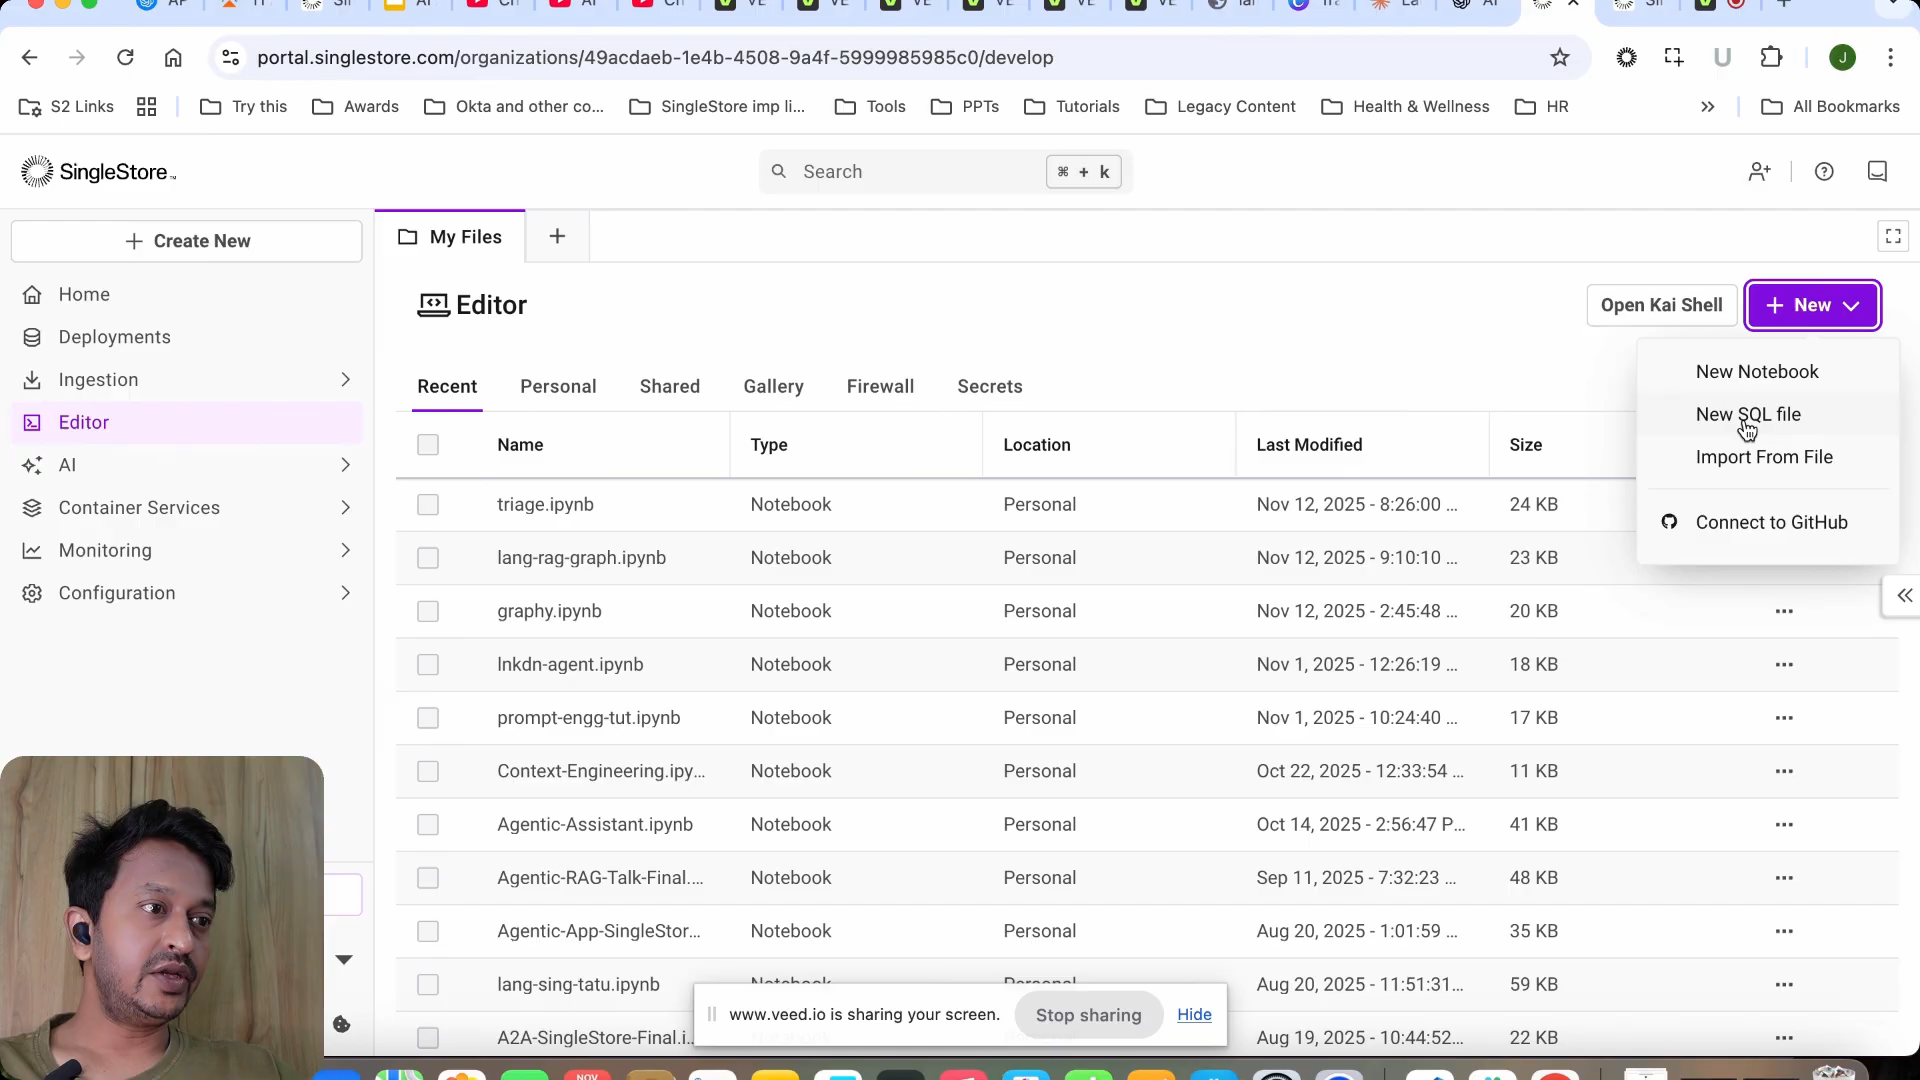 portal.singlestore.com/organizations/49acdaeb-1e4b-4508-9a4f-5999985985c0/develop
J
S2 Links
Try this
Awards
Okta and other co...
SingleStore imp li...
Tools
PPTs
Tutorials
Legacy Content
Health & Wellness
HR
All Bookmarks
SingleStore
Search
⌘ + k
Create New
Home
Deployments
Ingestion
Editor
AI
Container Services
Monitoring
Configuration
My Files
Editor
Open Kai Shell
New
New Notebook
New SQL file
Import From File
Connect to GitHub
Recent Personal Shared Gallery Firewall Secrets
Name Type Location Last Modified Size
triage.ipynb Notebook Personal Nov 12, 2025 - 8:26:00 ... 24 KB
lang-rag-graph.ipynb Notebook Personal Nov 12, 2025 - 9:10:10 ... 23 KB
graphy.ipynb Notebook Personal Nov 12, 2025 - 2:45:48 ... 20 KB
lnkdn-agent.ipynb Notebook Personal Nov 1, 2025 - 12:26:19 ... 18 KB
prompt-engg-tut.ipynb Notebook Personal Nov 1, 2025 - 10:24:40 ... 17 KB
Context-Engineering.ipy... Notebook Personal Oct 22, 2025 - 12:33:54 ... 11 KB
Agentic-Assistant.ipynb Notebook Personal Oct 14, 2025 - 2:56:47 P... 41 KB
Agentic-RAG-Talk-Final.... Notebook Personal Sep 11, 2025 - 7:32:23 ... 48 KB
Agentic-App-SingleStor... Notebook Personal Aug 20, 2025 - 1:01:59 ... 35 KB
lang-sing-tatu.ipynb Notebook Personal Aug 20, 2025 - 11:51:31... 59 KB
A2A-SingleStore-Final.i... Aug 19, 2025 - 10:44:52... 22 KB
www.veed.io is sharing your screen.
Stop sharing
Hide
NOV